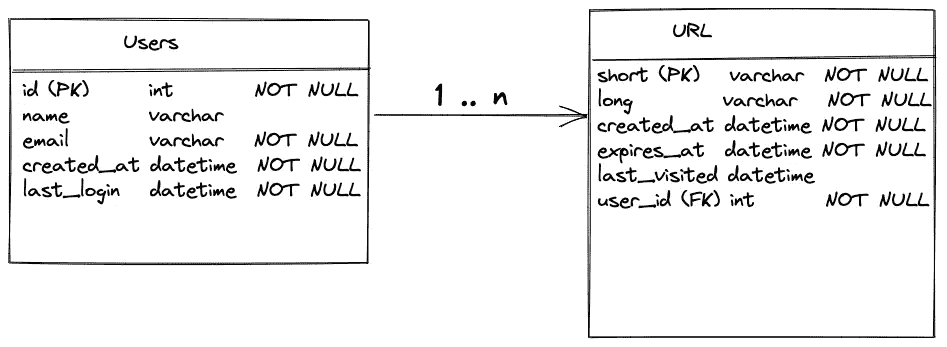 Users
id (PK) int NOT NULL
name varchar
email varchar NOT NULL
created_at datetime NOT NULL
last_login datetime NOT NULL
1 .. n
URL
short (PK) varchar NOT NULL
long varchar NOT NULL
created_at datetime NOT NULL
expires_at datetime NOT NULL
last_visited datetime
user_id (FK) int NOT NULL